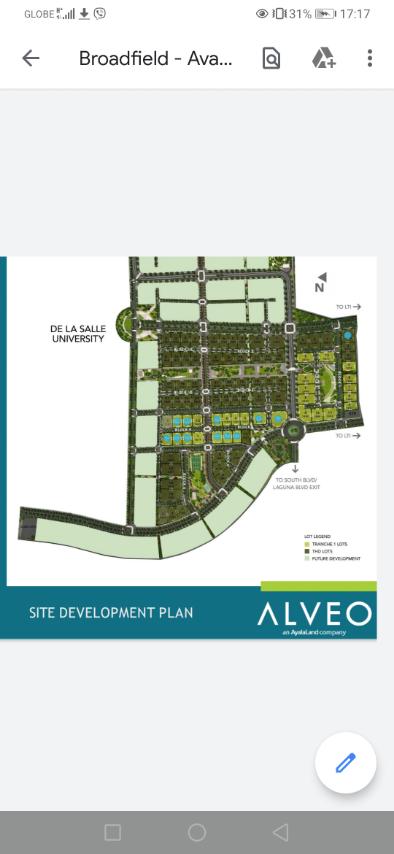 GLOBE 31% 17:17
Broadfield - Ava...
N
TO LTI
DE LA SALLE
UNIVERSITY
TO LTI
TO SOUTH BLVD/
LAGUNA BLVD EXIT
LOT LEGEND
TRANCHE 1 LOTS
THD LOTS
FUTURE DEVELOPMENT
SITE DEVELOPMENT PLAN
ALVEO
an AyalaLand company